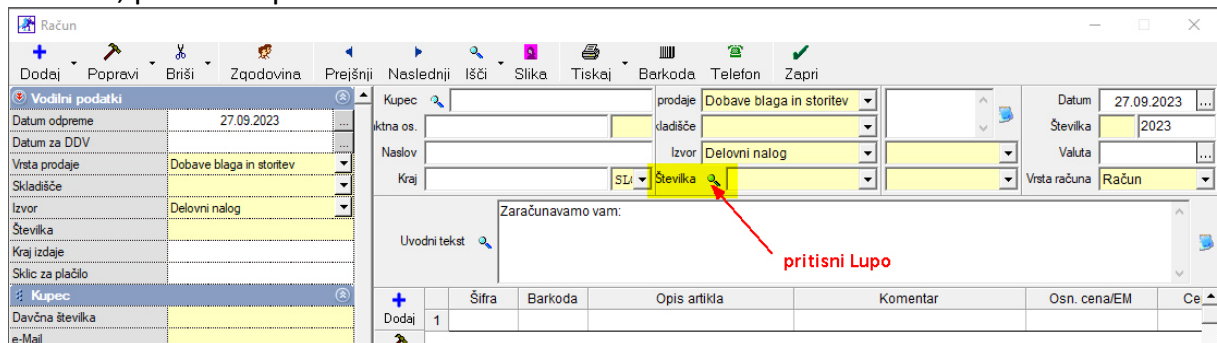 Račun
Dodaj Popravi Briši Zgodovina Prejšnji Naslednji Išči Slika Tiskaj Barkoda Telefon Zapri
Vodilni podatki
Datum odpreme 27.09.2023 ...
Datum za DDV ...
Vrsta prodaje Dobave blaga in storitev
Skladišče
Izvor Delovni nalog
Številka
Kraj izdaje
Sklic za plačilo
Kupec
Davčna številka
e-Mail
Kupec prodaje Dobave blaga in storitev Datum 27.09.2023 ...
ktna os. kladišče Številka 2023
Naslov Izvor Delovni nalog Valuta ...
Kraj Številka Vrsta računa Račun
Zaračunavamo vam:
Uvodni tekst
pritisni Lupo
Šifra Barkoda Opis artikla Komentar Osn. cena/EM Ce
Dodaj 1